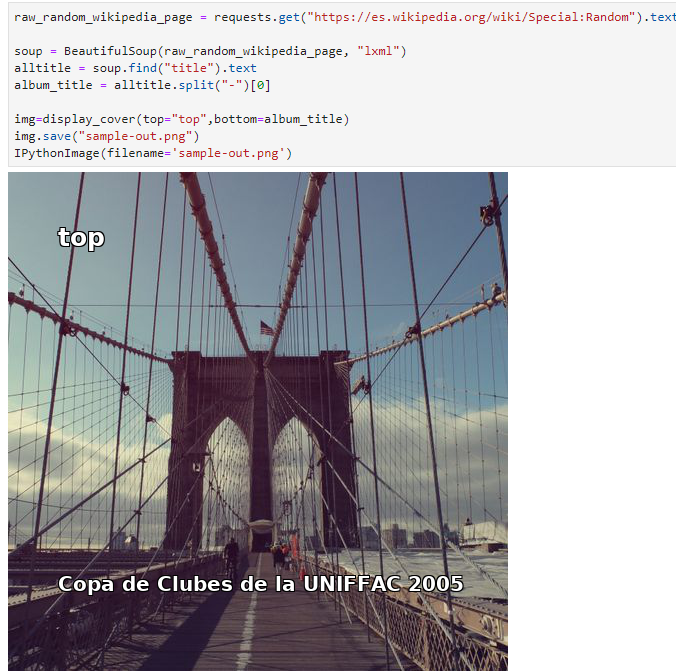 raw_random_wikipedia_page = requests.get("https://es.wikipedia.org/wiki/Special:Random").text
soup = BeautifulSoup(raw_random_wikipedia_page, "lxml")
alltitle = soup.find("title").text
album_title = alltitle.split("-")[0]
img=display_cover(top="top",bottom=album_title)
img.save("sample-out.png")
IPythonImage(filename='sample-out.png')
top
Copa de Clubes de la UNIFFAC 2005